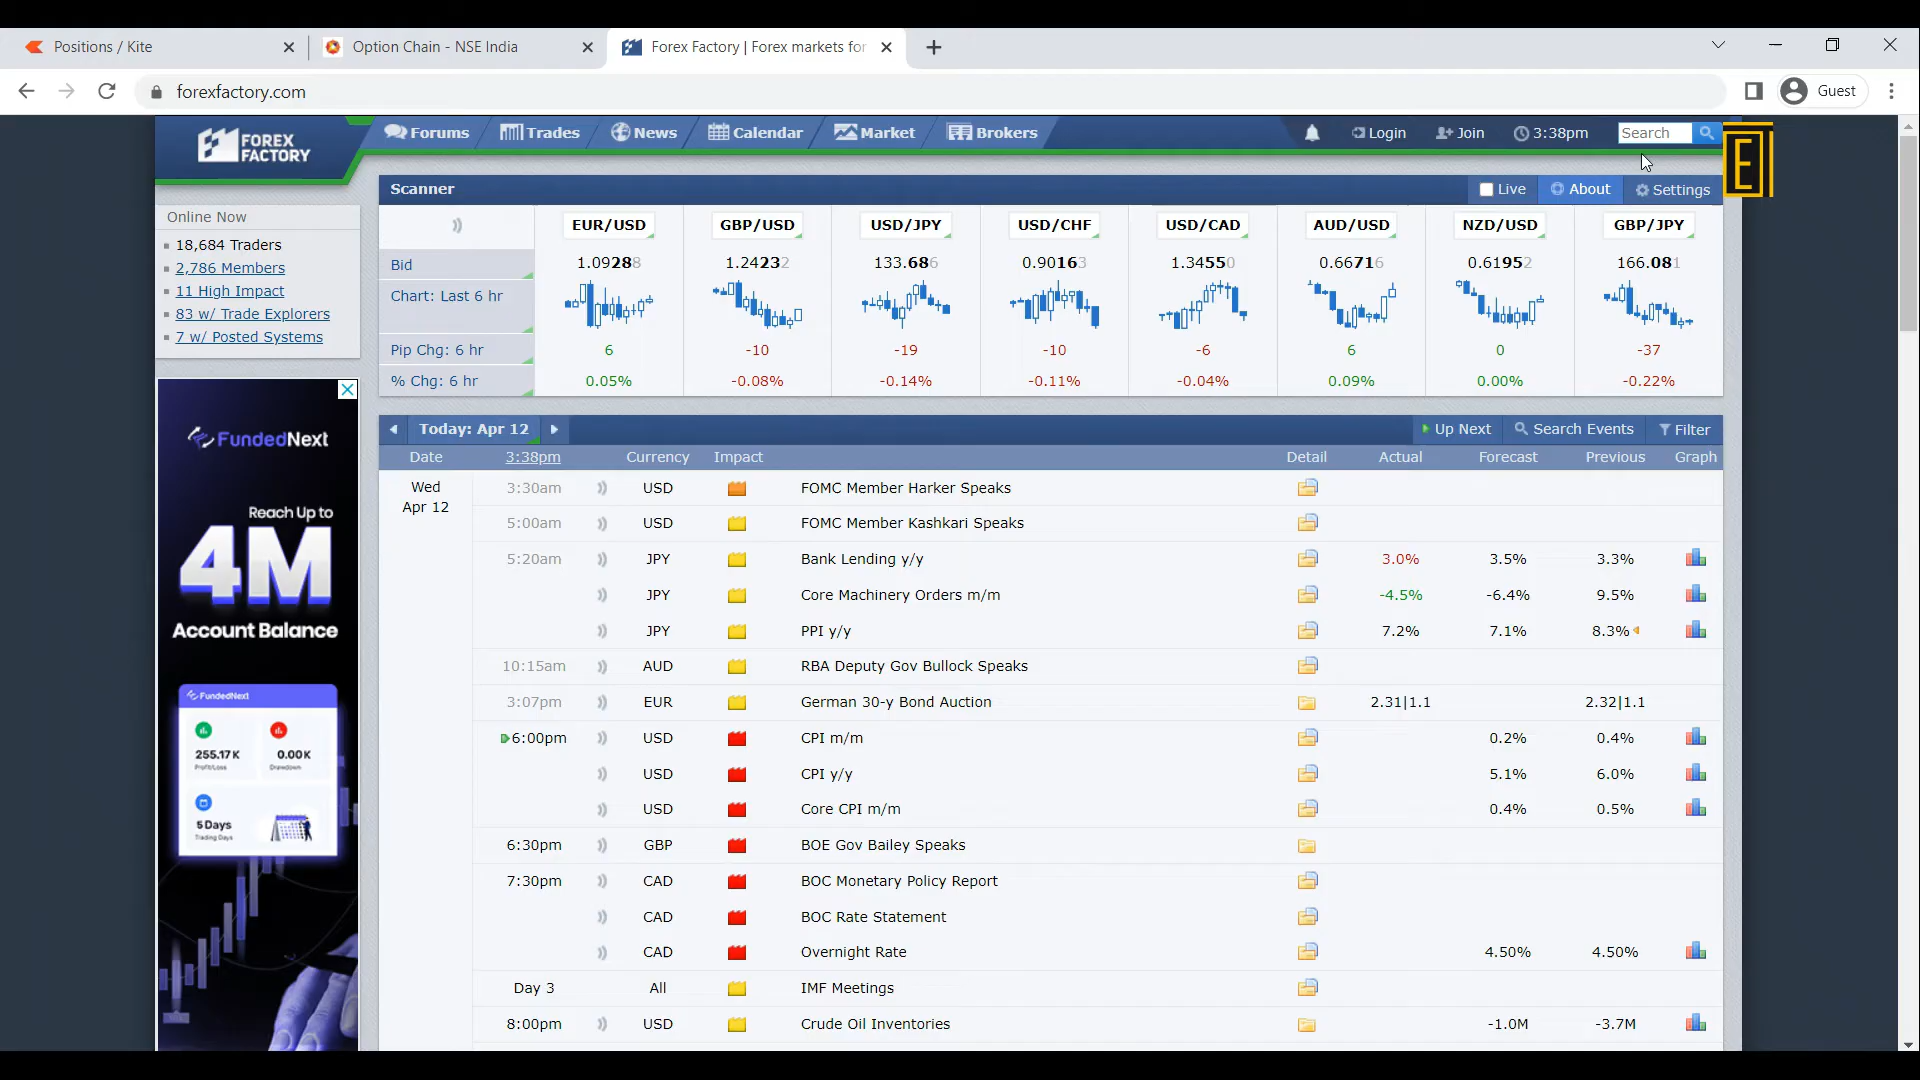 Positions / Kite
Option Chain - NSE India
Forex Factory | Forex markets for
forexfactory.com
Guest
FOREX FACTORY
Forums Trades News Calendar Market Brokers
Login Join 3:38pm Search
E
Online Now
18,684 Traders
2,786 Members
11 High Impact
83 w/ Trade Explorers
7 w/ Posted Systems
Scanner Live About Settings
EUR/USD GBP/USD USD/JPY USD/CHF USD/CAD AUD/USD NZD/USD GBP/JPY
Bid 1.09288 1.24232 133.686 0.90163 1.34550 0.66716 0.61952 166.081
Chart: Last 6 hr
Pip Chg: 6 hr 6 -10 -19 -10 -6 6 0 -37
% Chg: 6 hr 0.05% -0.08% -0.14% -0.11% -0.04% 0.09% 0.00% -0.22%
FundedNext
Reach Up to
4M
Account Balance
FundedNext
255.17 K 0.00K
Profit/Loss Drawdown
5 Days
Trading Days
Today: Apr 12 Up Next Search Events Filter
Date 3:38pm Currency Impact Detail Actual Forecast Previous Graph
Wed Apr 12
3:30am USD FOMC Member Harker Speaks
5:00am USD FOMC Member Kashkari Speaks
5:20am JPY Bank Lending y/y 3.0% 3.5% 3.3%
JPY Core Machinery Orders m/m -4.5% -6.4% 9.5%
JPY PPI y/y 7.2% 7.1% 8.3%
10:15am AUD RBA Deputy Gov Bullock Speaks
3:07pm EUR German 30-y Bond Auction 2.31|1.1 2.32|1.1
6:00pm USD CPI m/m 0.2% 0.4%
USD CPI y/y 5.1% 6.0%
USD Core CPI m/m 0.4% 0.5%
6:30pm GBP BOE Gov Bailey Speaks
7:30pm CAD BOC Monetary Policy Report
CAD BOC Rate Statement
CAD Overnight Rate 4.50% 4.50%
Day 3 All IMF Meetings
8:00pm USD Crude Oil Inventories -1.0M -3.7M